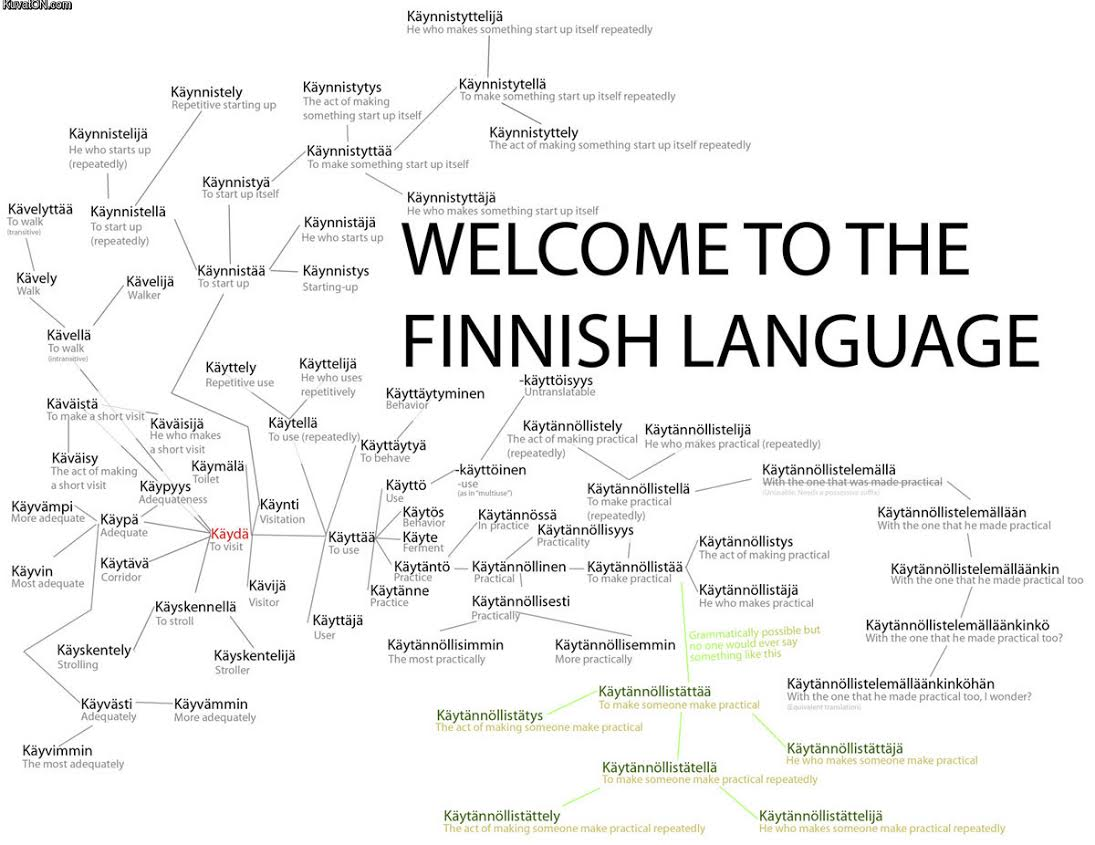 KuvatON.com
Käynnistyttelijä
He who makes something start up itself repeatedly
Käynnistely
Repetitive starting up
Käynnistytys
The act of making
something start up itself
Käynnistytellä
To make something start up itself repeatedly
Käynnistelijä
He who starts up
(repeatedly)
Käynnistyttely
The act of making something start up itself repeatedly
Käynnistyttää
To make something start up itself
Käynnistyä
To start up itself
Käynnistyttäjä
He who makes something start up itself
Kävelyttää
To walk
(transitive)
Käynnistellä
To start up
(repeatedly)
Käynnistäjä
He who starts up
WELCOME TO THE
FINNISH LANGUAGE
Kävely
Walk
Kävelijä
Walker
Käynnistää
To start up
Käynnistys
Starting-up
Kävellä
To walk
(intransitive)
Käyttely
Repetitive use
Käyttelijä
He who uses
repetitively
Käyttäytyminen
Behavior
-käyttöisyys
Untranslatable
Käväistä
To make a short visit
Käväisijä
He who makes
a short visit
Käytellä
To use (repeatedly)
Käyttäytyä
To behave
Käytännöllistely
The act of making practical
(repeatedly)
Käytännöllistelijä
He who makes practical (repeatedly)
Käväisy
The act of making
a short visit
Käymälä
Toilet
-käyttöinen
-use
(as in "multiuse")
Käytännöllistelemällä
With the one that was made practical
(Unusable. Needs a possessive suffix)
Käypyys
Adequateness
Käyttö
Use
Käytännöllistellä
To make practical
(repeatedly)
Käyvämpi
More adequate
Käypä
Adequate
Käynti
Visitation
Käytös
Behavior
Käytännössä
In practice
Käytännöllistelemällään
With the one that he made practical
Käydä
To visit
Käyttää
To use
Käyte
Ferment
Käytännöllisyys
Practicality
Käytännöllistys
The act of making practical
Käyvin
Most adequate
Käytävä
Corridor
Käytäntö
Practice
Käytännöllinen
Practical
Käytännöllistää
To make practical
Käytännöllistelemälläänkin
With the one that he made practical too
Kävijä
Visitor
Käytänne
Practice
Käytännöllistäjä
He who makes practical
Käyskennellä
To stroll
Käytännöllisesti
Practically
Käyttäjä
User
Käytännöllistelemälläänkinkö
With the one that he made practical too?
Käyskentely
Strolling
Käyskentelijä
Stroller
Käytännöllisimmin
The most practically
Käytännöllisemmin
More practically
Grammatically possible but
no one would ever say
something like this
Käytännöllistelemälläänkinköhän
With the one that he made practical too, I wonder?
(Equivalent translation)
Käyvästi
Adequately
Käyvämmin
More adequately
Käytännöllistättää
To make someone make practical
Käytännöllistätys
The act of making someone make practical
Käyvimmin
The most adequately
Käytännöllistättäjä
He who makes someone make practical
Käytännöllistätellä
To make someone make practical repeatedly
Käytännöllistättely
The act of making someone make practical repeatedly
Käytännöllistättelijä
He who makes someone make practical repeatedly